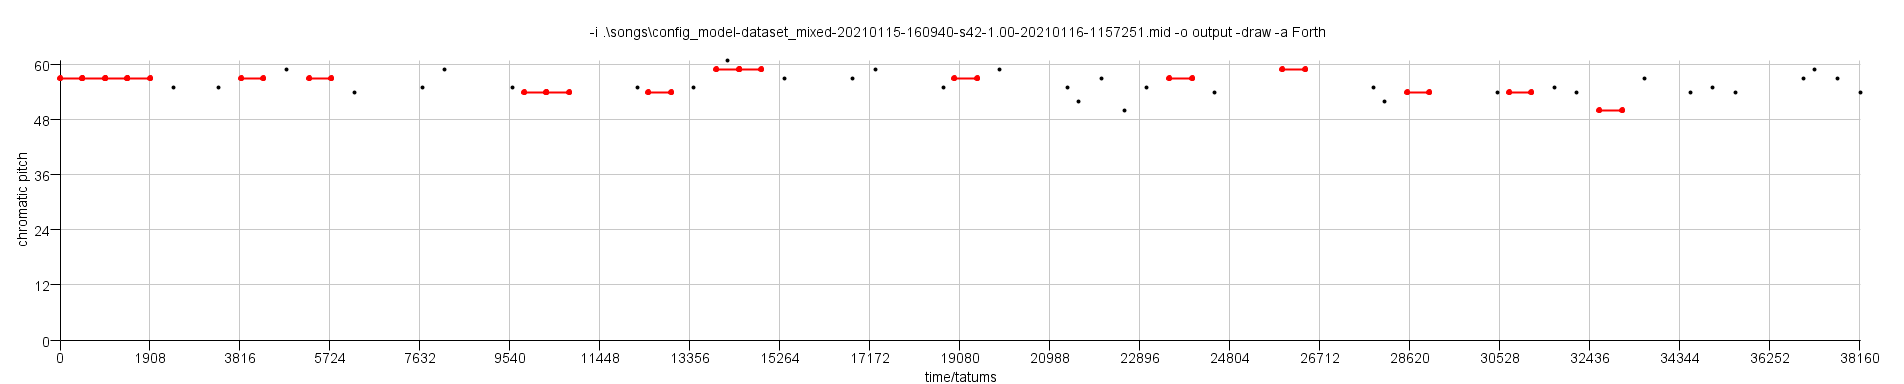 -i .\songs\config_model-dataset_mixed-20210115-160940-s42-1.00-20210116-1157251.mid -o output -draw -a Forth
60
48
36
24
12
0
chromatic pitch
0 1908 3816 5724 7632 9540 11448 13356 15264 17172 19080 20988 22896 24804 26712 28620 30528 32436 34344 36252 38160
time/tatums